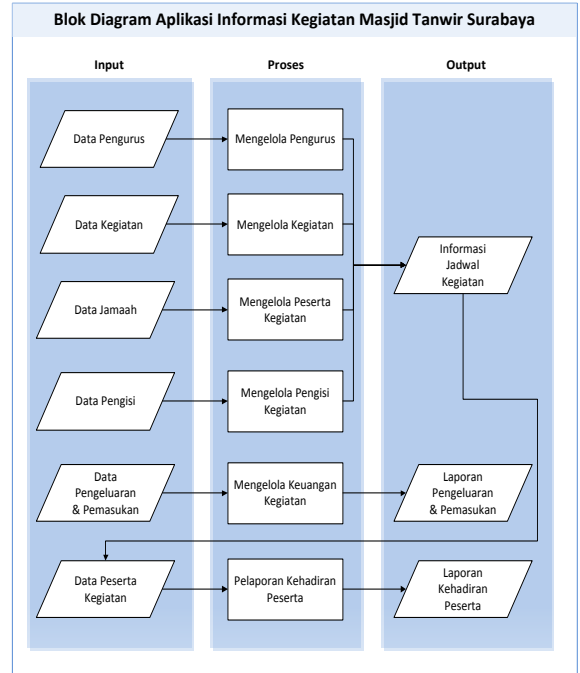 Blok Diagram Aplikasi Informasi Kegiatan Masjid Tanwir Surabaya
Input
Proses
Output
Data Pengurus
Mengelola Pengurus
Data Kegiatan
Mengelola Kegiatan
Informasi
Jadwal
Kegiatan
Data Jamaah
Mengelola Peserta
Kegiatan
Data Pengisi
Mengelola Pengisi
Kegiatan
Data
Pengeluaran
& Pemasukan
Mengelola Keuangan
Kegiatan
Laporan
Pengeluaran
& Pemasukan
Data Peserta
Kegiatan
Pelaporan Kehadiran
Peserta
Laporan
Kehadiran
Peserta